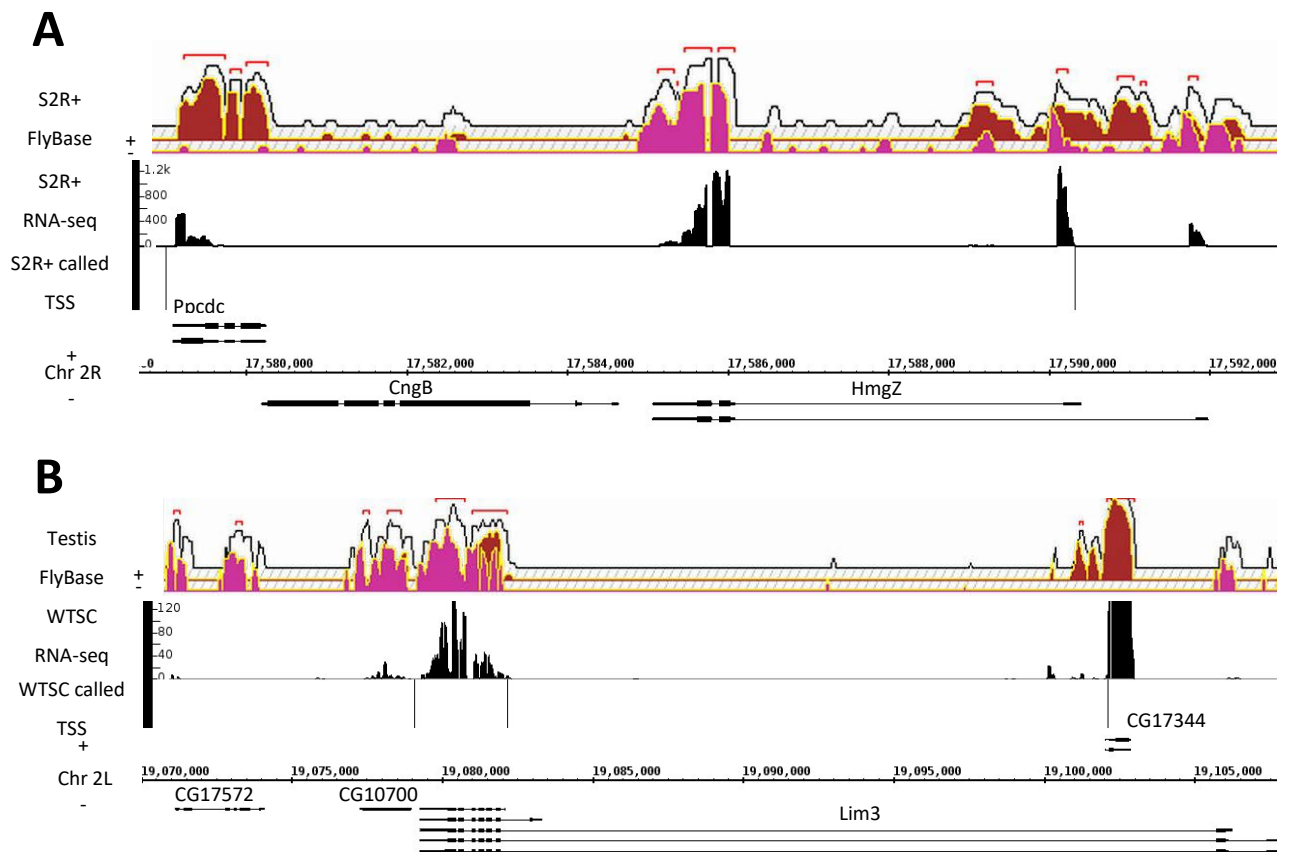 A
S2R+
FlyBase
+
-
S2R+
RNA-seq
1.2k
800
400
0
S2R+ called
TSS
Ppcdc
+
Chr 2R
-
.0 17,580,000 17,582,000 17,584,000 17,586,000 17,588,000 17,590,000 17,592,000
CngB HmgZ
B
Testis
FlyBase
+
-
WTSC
RNA-seq
120
80
40
0
WTSC called
TSS
CG17344
+
Chr 2L
-
19,070,000 19,075,000 19,080,000 19,085,000 19,090,000 19,095,000 19,100,000 19,105,000
CG17572 CG10700 Lim3